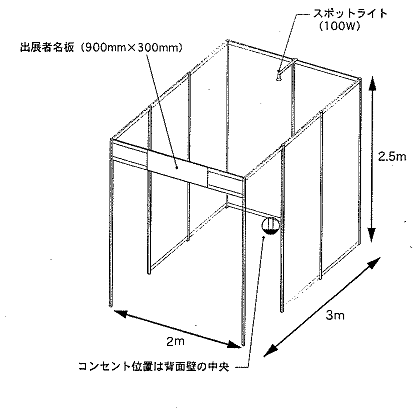 スポットライト
（100W）
出展者名板（900mm×300mm）
2.5m
3m
2m
コンセント位置は背面壁の中央